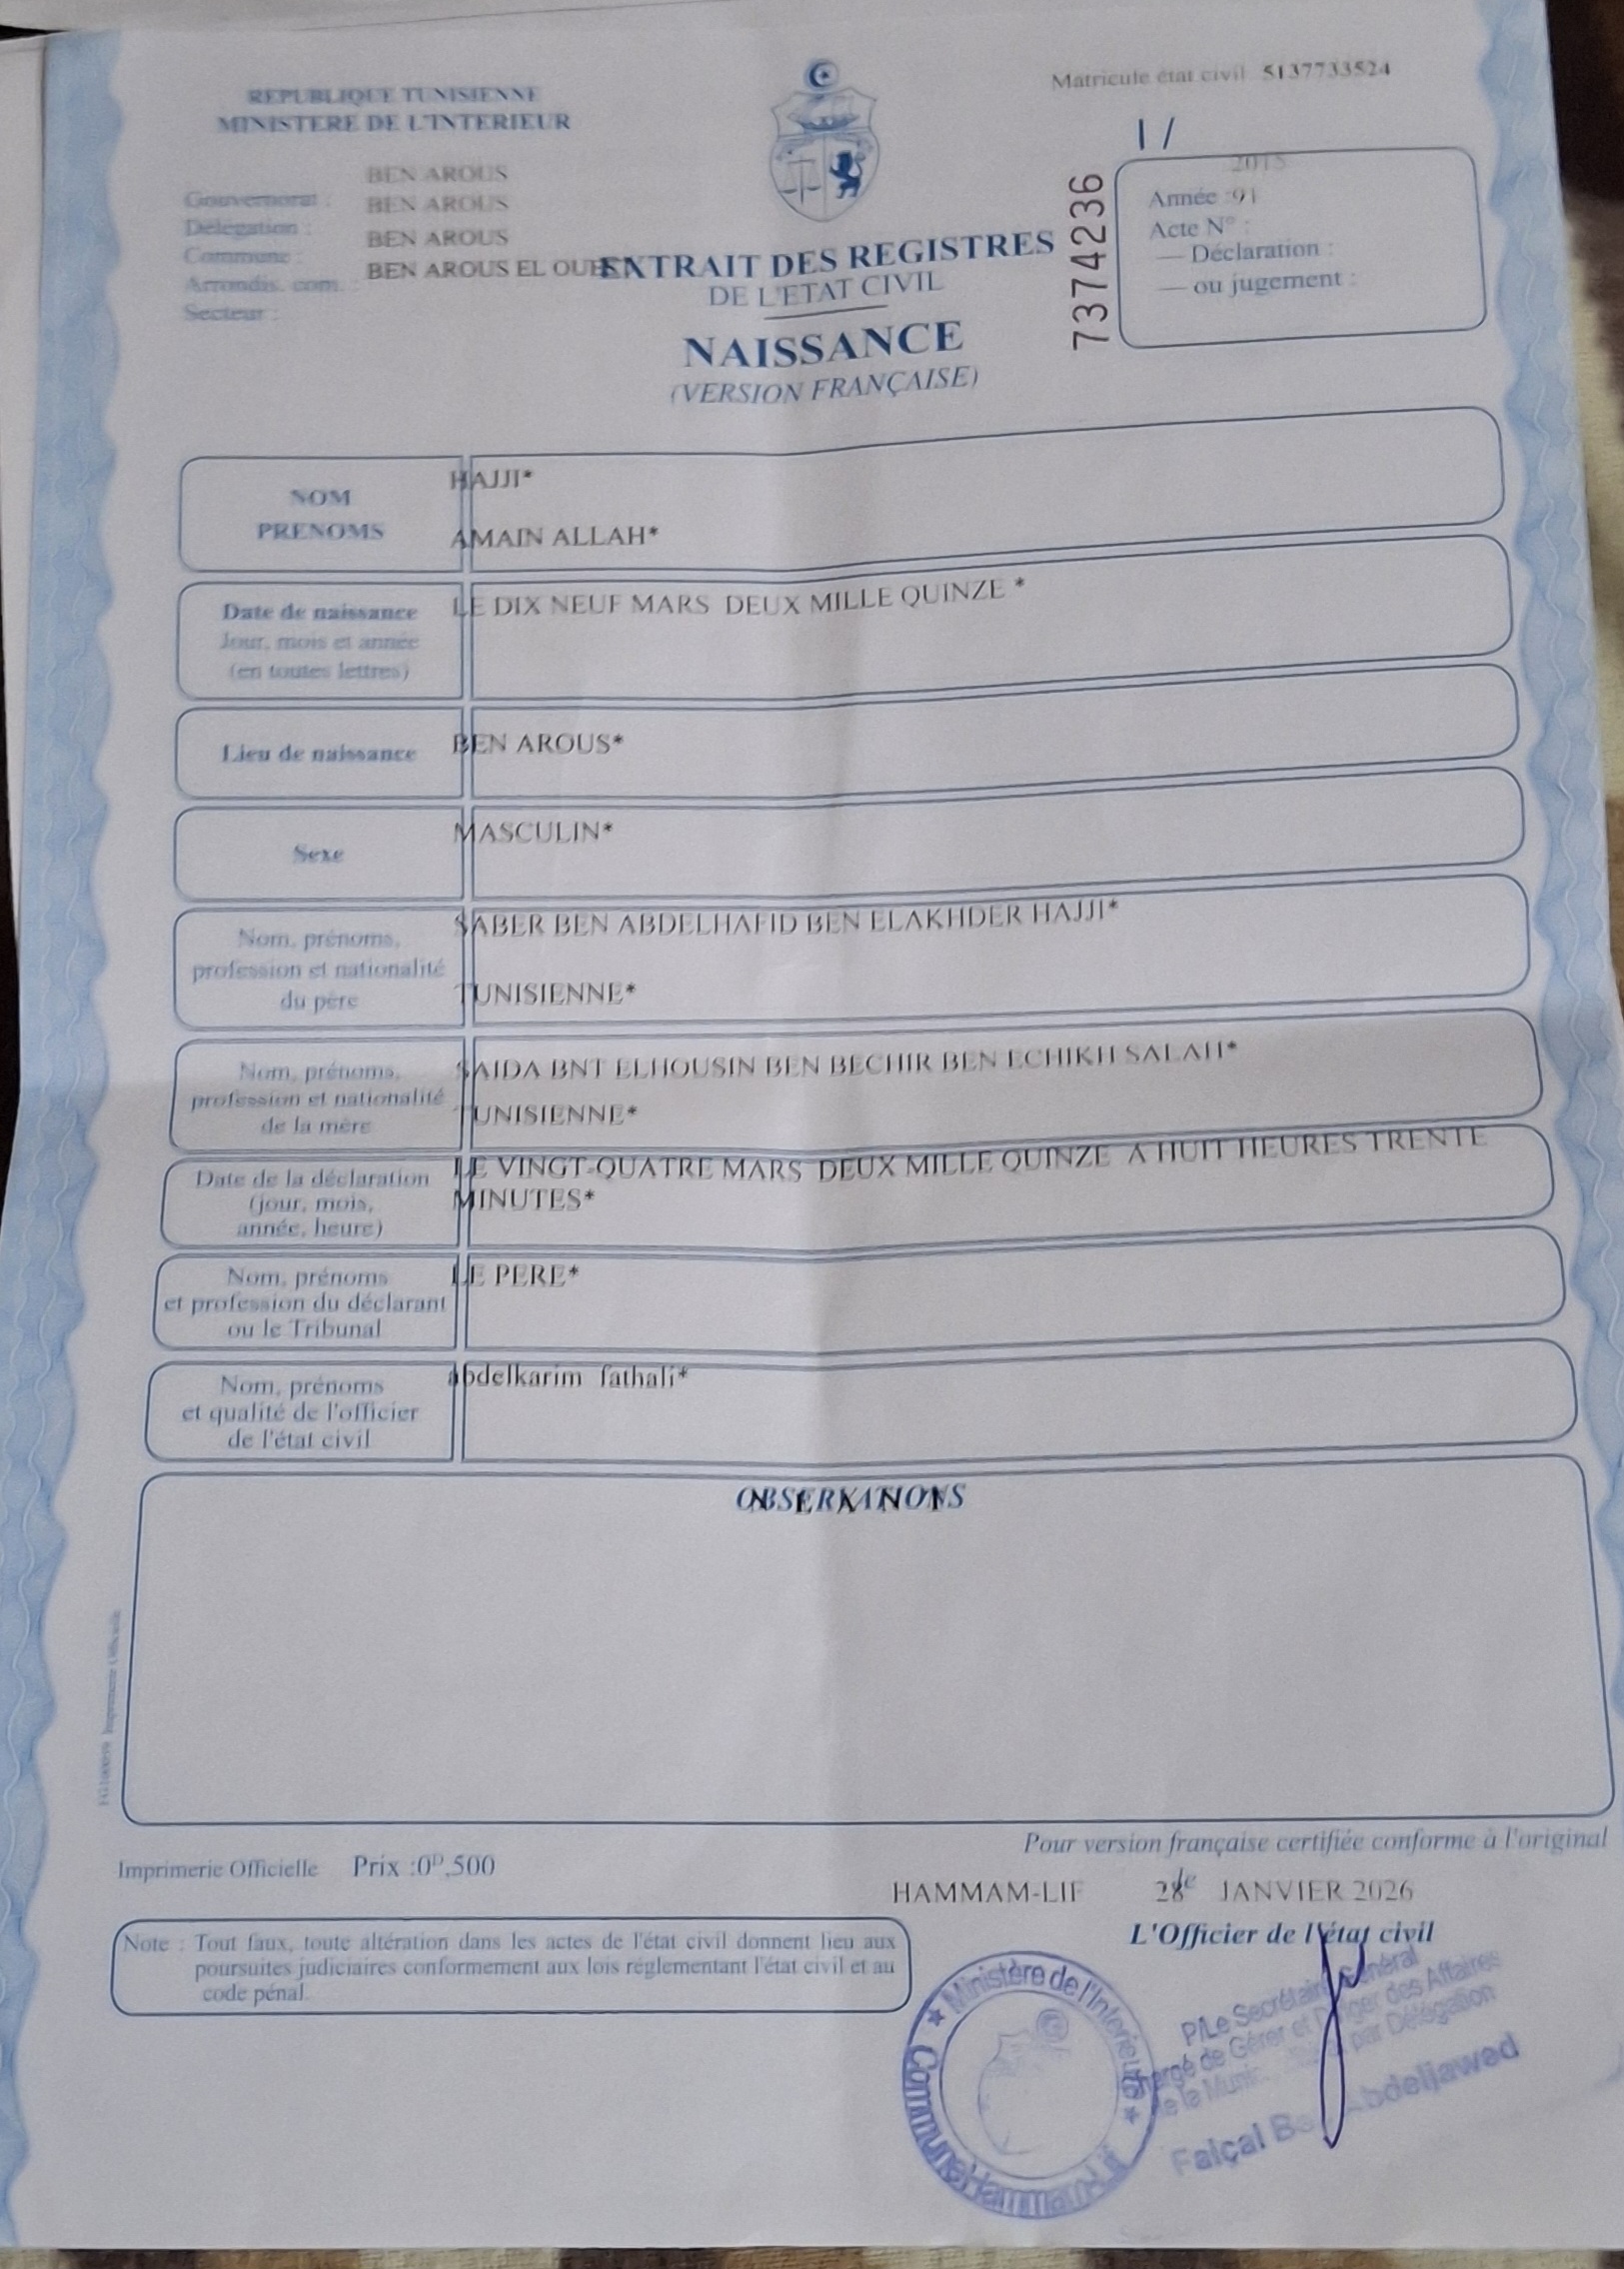 REPUBLIQUE TUNISIENNE
MINISTERE DE L'INTERIEUR
Matricule état civil 5137733524
1 /
BEN AROUS
Gouvernorat : BEN AROUS
Délégation : BEN AROUS
Commune : BEN AROUS EL
Arrondis. com. :
Secteur :
EXTRAIT DES REGISTRES
DE L'ETAT CIVIL
NAISSANCE
(VERSION FRANÇAISE)
7374236
2015
Année : 91
Acte N° :
— Déclaration :
— ou jugement :
NOM
PRENOMS
HAJJI*
AMAIN ALLAH*
Date de naissance
Jour, mois et année
(en toutes lettres)
LE DIX NEUF MARS DEUX MILLE QUINZE *
Lieu de naissance
BEN AROUS*
Sexe
MASCULIN*
Nom, prénoms,
profession et nationalité
du père
SABER BEN ABDELHAFID BEN ELAKHDER HAJJI*
TUNISIENNE*
Nom, prénoms,
profession et nationalité
de la mère
SAIDA BNT ELHOUSIN BEN BECHIR BEN ECHIKH SALAH*
TUNISIENNE*
Date de la déclaration
(jour, mois,
année, heure)
LE VINGT-QUATRE MARS DEUX MILLE QUINZE A HUIT HEURES TRENTE
MINUTES*
Nom, prénoms
et profession du déclarant
ou le Tribunal
LE PERE*
Nom, prénoms
et qualité de l'officier
de l'état civil
abdelkarim fathali*
OBSERVATIONS
N E A N T
Imprimerie Officielle Prix :0ᴰ,500
Pour version française certifiée conforme à l'original
HAMMAM-LIF le 28 JANVIER 2026
L'Officier de l'état civil
Note : Tout faux, toute altération dans les actes de l'état civil donnent lieu aux
poursuites judiciaires conformement aux lois réglementant l'état civil et au
code pénal.
Ministère de l'Interieur
Commune Hammam-Lif
P/Le Secrétaire Général
Chargé de Gérer et Diriger des Affaires
de la par Délégation
Faiçal Abdeljawed